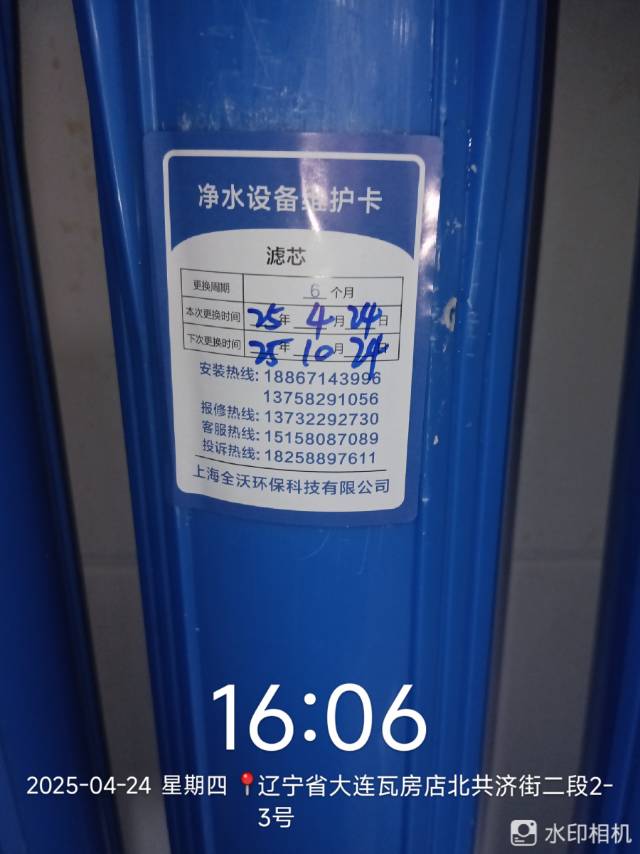 净水设备维护卡
滤芯
更换周期 6 个月
本次更换时间 25 年 4 月 24 日
下次更换时间 25 年 10 月 24 日
安装热线: 18867143996
13758291056
报修热线: 13732292730
客服热线: 15158087089
投诉热线: 18258897611
上海全沃环保科技有限公司
16:06
2025-04-24 星期四 📍辽宁省大连瓦房店北共济街二段2-
3号
水印相机